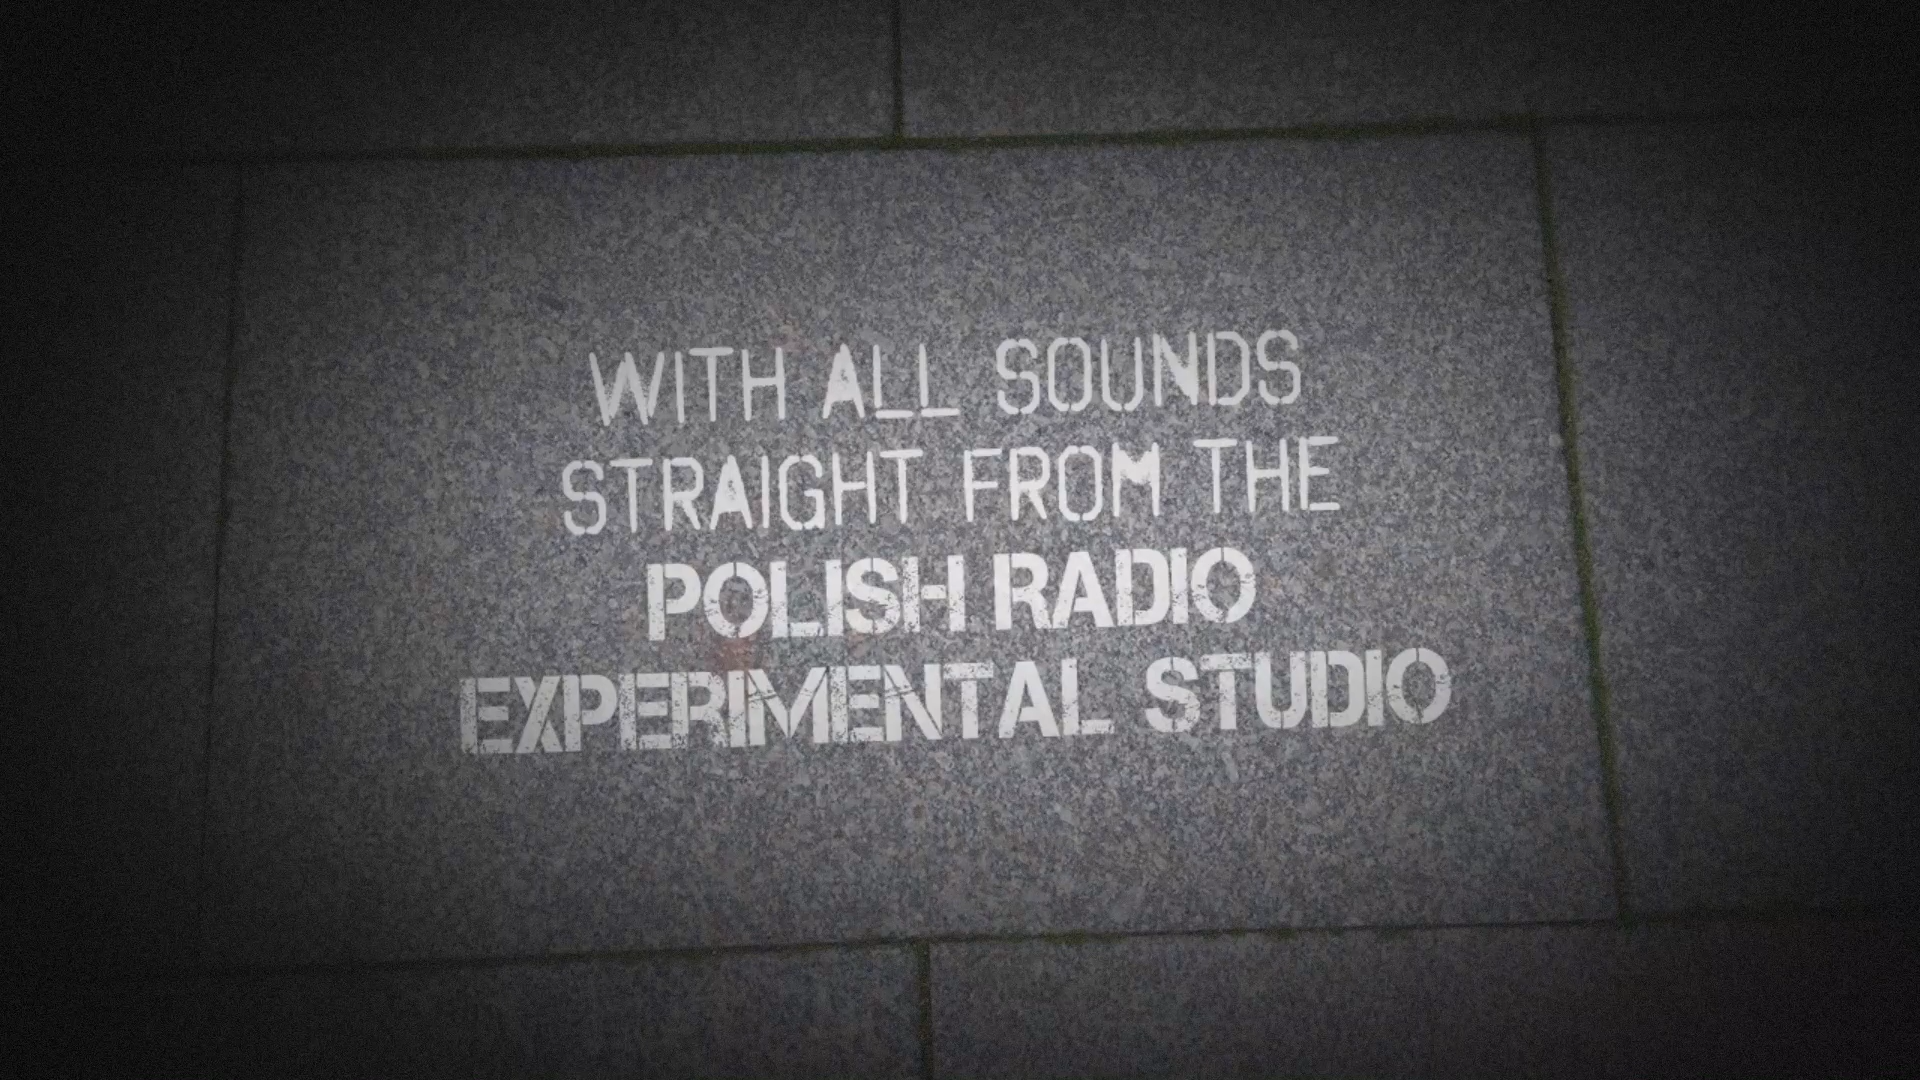 WITH ALL SOUNDS
STRAIGHT FROM THE
POLISH RADIO
EXPERIMENTAL STUDIO